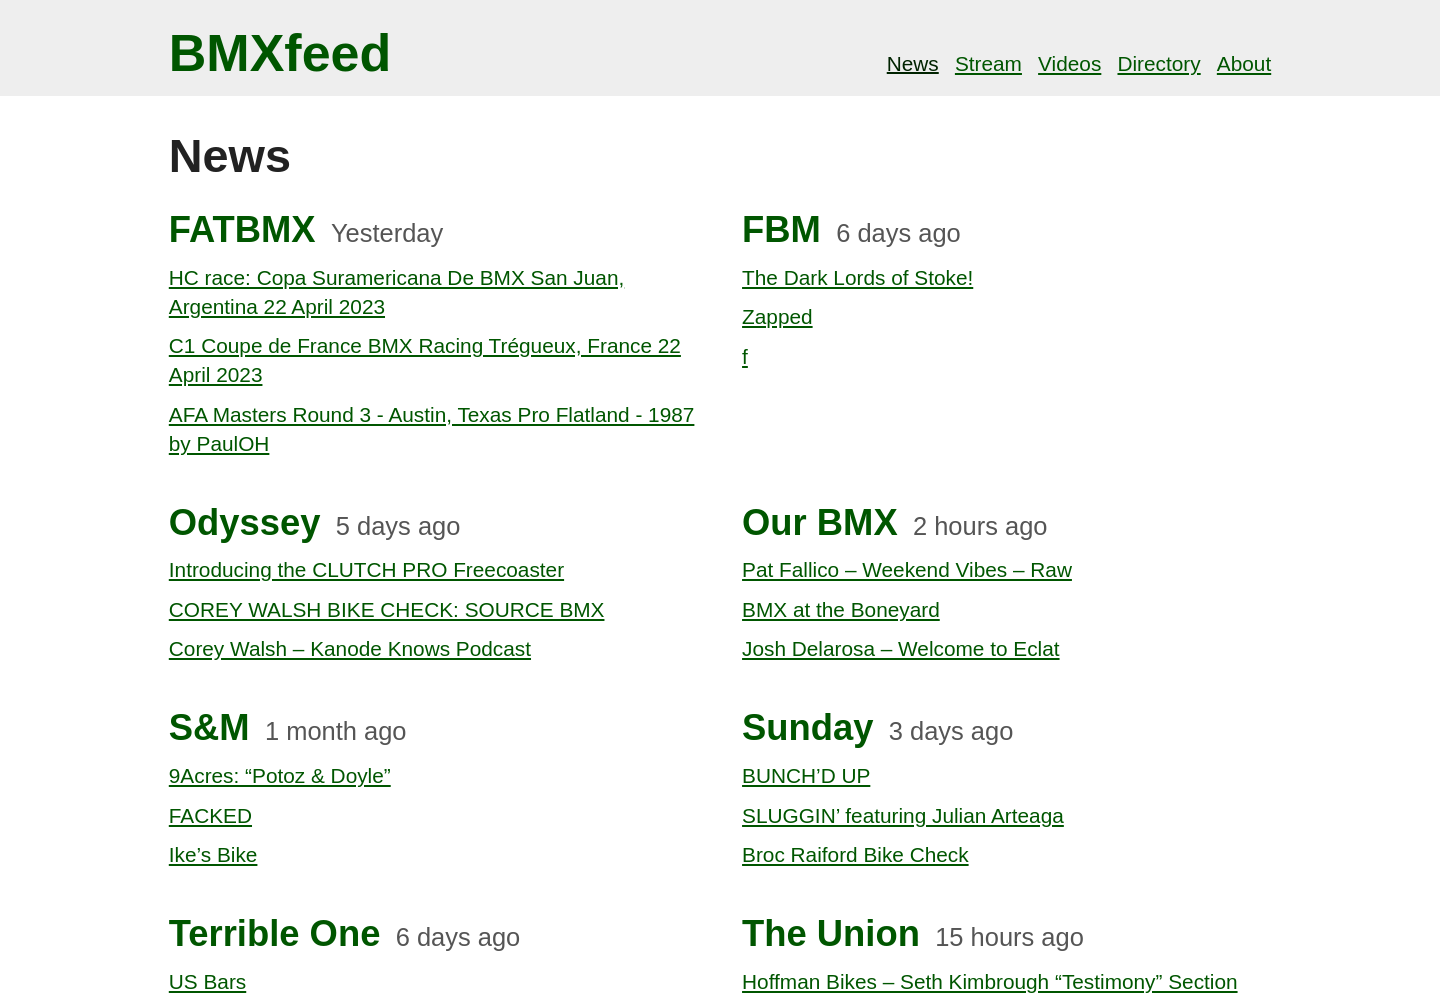 BMXfeed
News Stream Videos Directory About
News
FATBMX Yesterday
HC race: Copa Suramericana De BMX San Juan,
Argentina 22 April 2023
C1 Coupe de France BMX Racing Trégueux, France 22
April 2023
AFA Masters Round 3 - Austin, Texas Pro Flatland - 1987
by PaulOH
FBM 6 days ago
The Dark Lords of Stoke!
Zapped
f
Odyssey 5 days ago
Introducing the CLUTCH PRO Freecoaster
COREY WALSH BIKE CHECK: SOURCE BMX
Corey Walsh – Kanode Knows Podcast
Our BMX 2 hours ago
Pat Fallico – Weekend Vibes – Raw
BMX at the Boneyard
Josh Delarosa – Welcome to Eclat
S&M 1 month ago
9Acres: “Potoz & Doyle”
FACKED
Ike’s Bike
Sunday 3 days ago
BUNCH’D UP
SLUGGIN’ featuring Julian Arteaga
Broc Raiford Bike Check
Terrible One 6 days ago
US Bars
The Union 15 hours ago
Hoffman Bikes – Seth Kimbrough “Testimony” Section